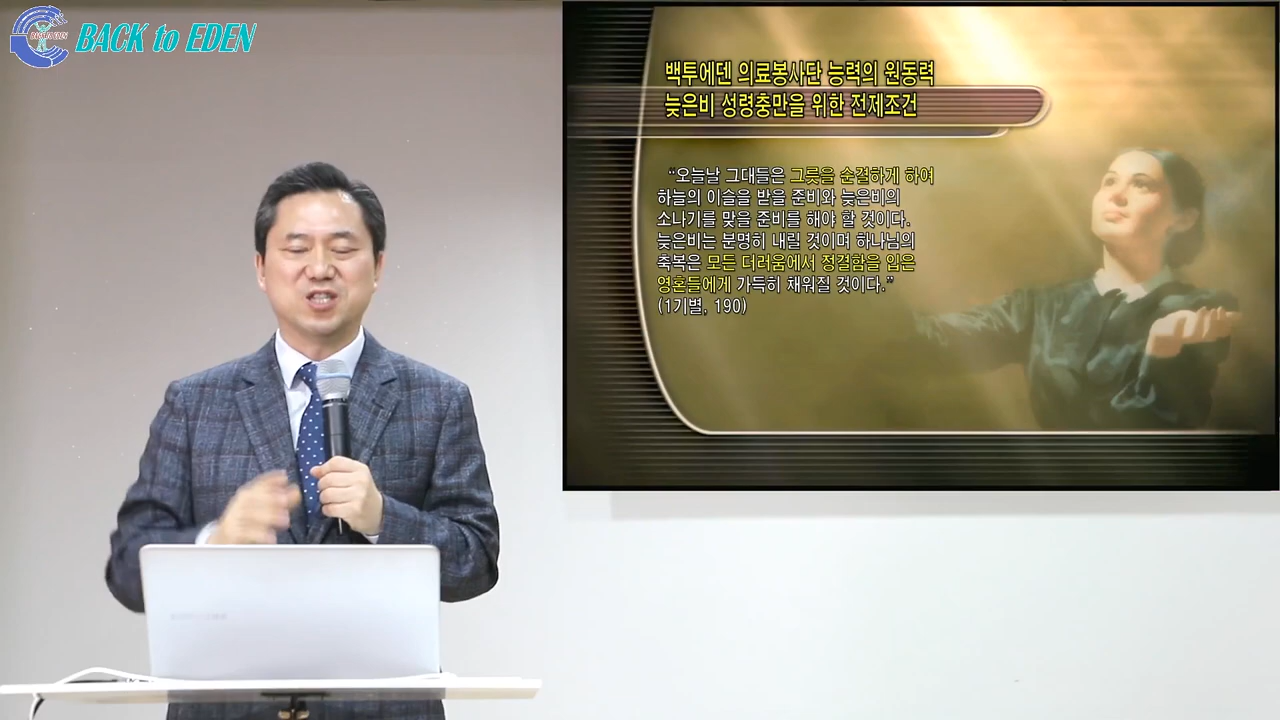 BACK to EDEN
백투에덴 의료봉사단 능력의 원동력
늦은비 성령충만을 위한 전제조건
“오늘날 그대들은 그릇을 순결하게 하여
하늘의 이슬을 받을 준비와 늦은비의
소나기를 맞을 준비를 해야 할 것이다.
늦은비는 분명히 내릴 것이며 하나님의
축복은 모든 더러움에서 정결함을 입은
영혼들에게 가득히 채워질 것이다.”
(1기별, 190)